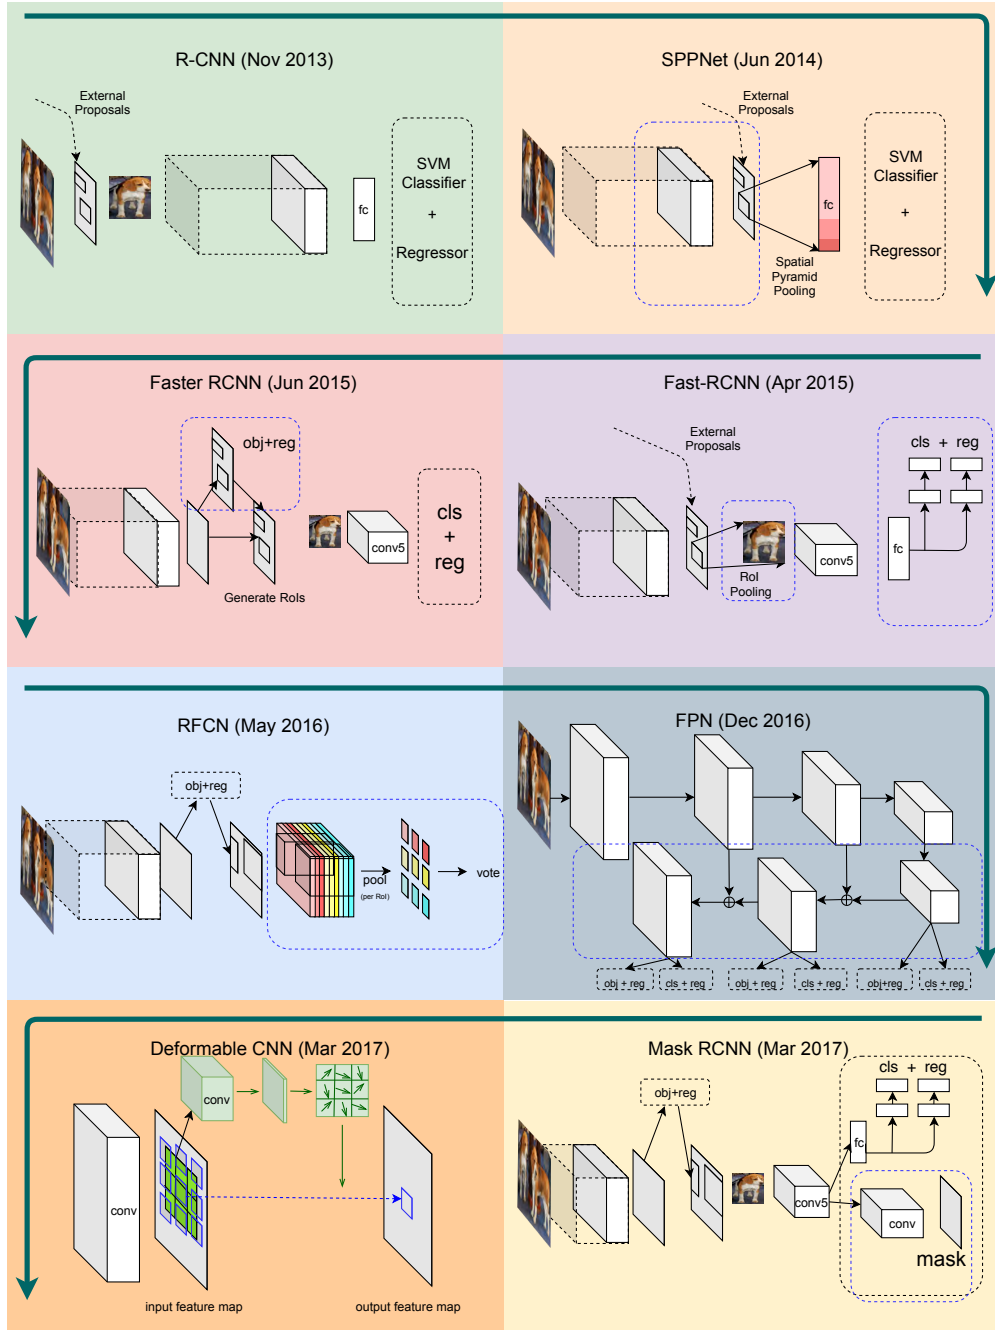 R-CNN (Nov 2013)
External
Proposals
fc
SVM
Classifier
+
Regressor
SPPNet (Jun 2014)
External
Proposals
fc
Spatial
Pyramid
Pooling
SVM
Classifier
+
Regressor
Faster RCNN (Jun 2015)
obj+reg
Generate RoIs
conv5
cls
+
reg
Fast-RCNN (Apr 2015)
External
Proposals
RoI
Pooling
conv5
fc
cls + reg
RFCN (May 2016)
obj+reg
pool
(per RoI)
vote
FPN (Dec 2016)
obj + reg
cls + reg
obj + reg
cls + reg
obj+reg
cls + reg
Deformable CNN (Mar 2017)
conv
conv
input feature map
output feature map
Mask RCNN (Mar 2017)
obj+reg
conv5
fc
cls + reg
conv
mask